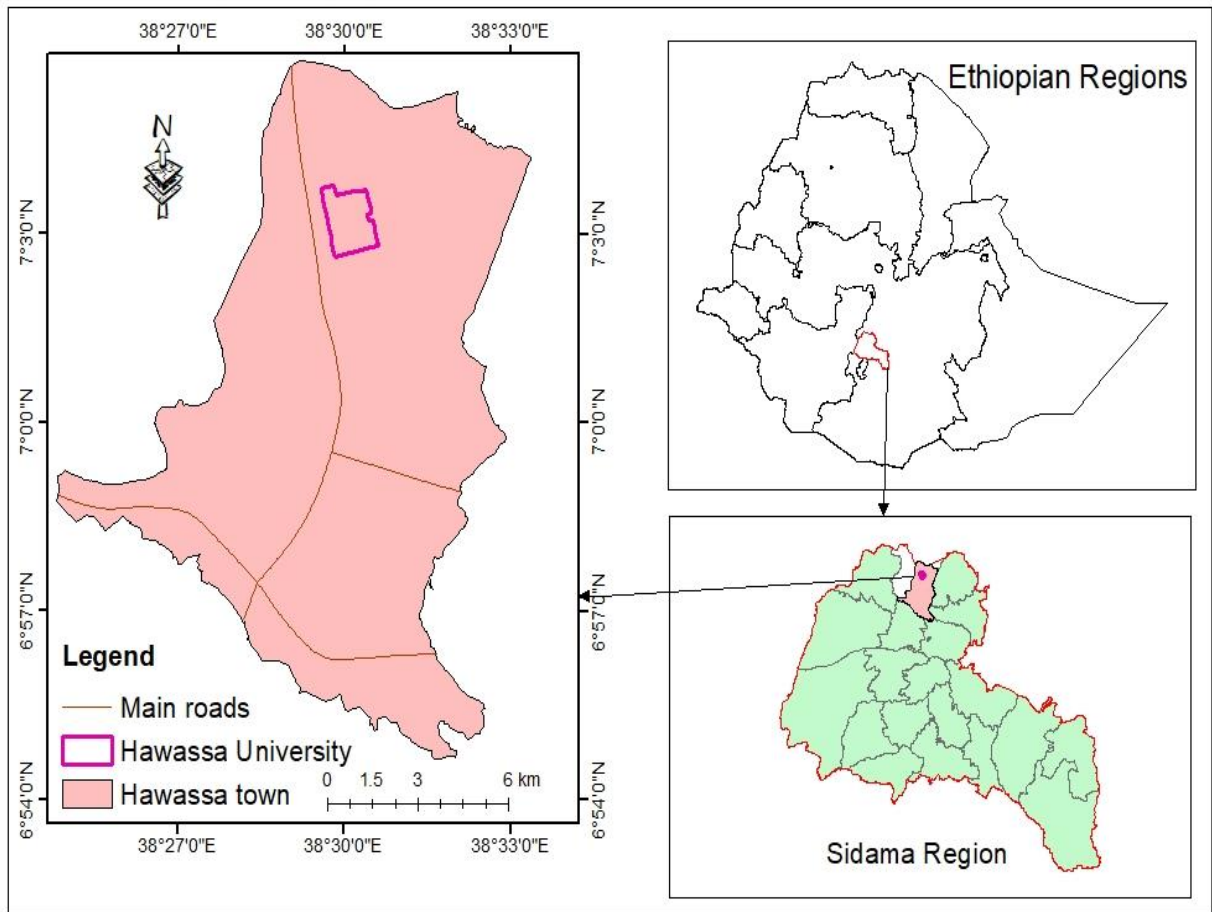 38°27'0"E 38°30'0"E 38°33'0"E
N
7°3'0"N 7°3'0"N
7°0'0"N 7°0'0"N
6°57'0"N 6°57'0"N
6°54'0"N 6°54'0"N
Legend
Main roads
Hawassa University
Hawassa town
0 1.5 3 6 km
38°27'0"E 38°30'0"E 38°33'0"E
Ethiopian Regions
Sidama Region